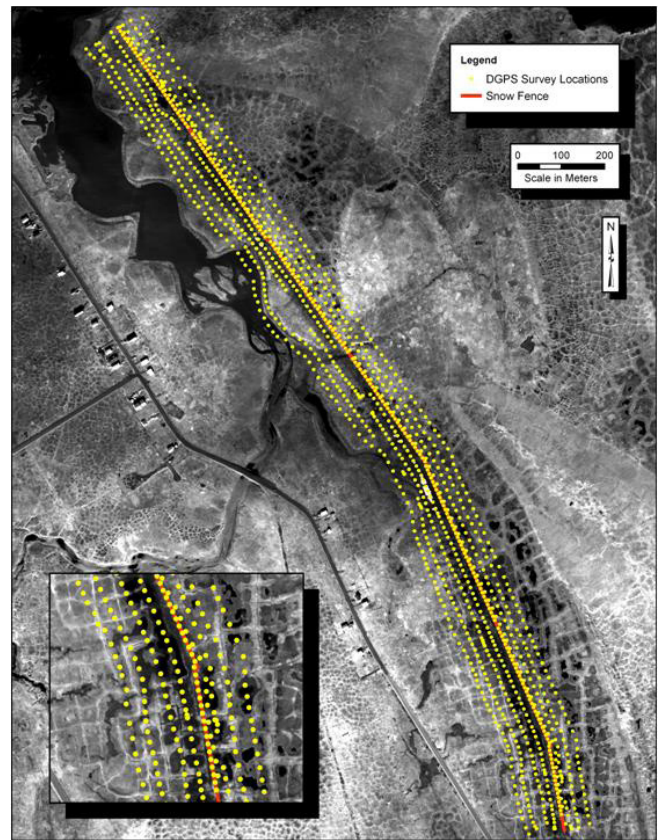 Legend
DGPS Survey Locations
Snow Fence
0 100 200
Scale in Meters
N